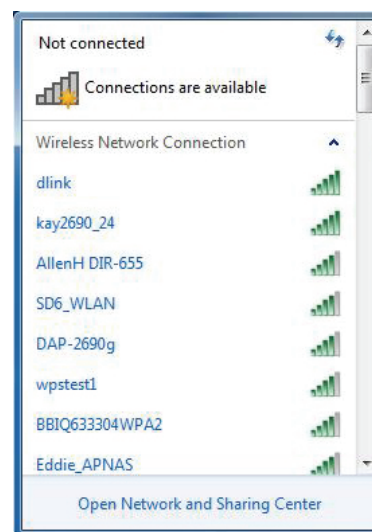 Not connected
Connections are available
Wireless Network Connection
dlink
kay2690_24
AllenH DIR-655
SD6_WLAN
DAP-2690g
wpstest1
BBIQ633304WPA2
Eddie_APNAS
Open Network and Sharing Center